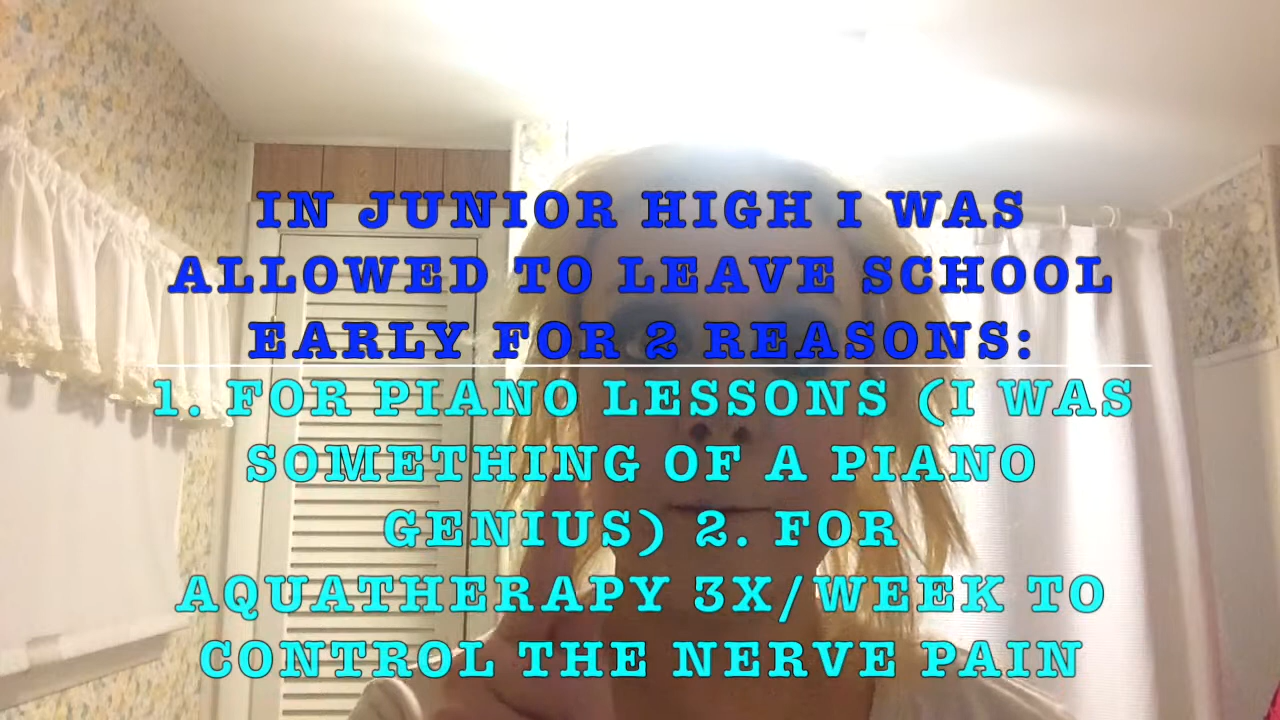 IN JUNIOR HIGH I WAS
ALLOWED TO LEAVE SCHOOL
EARLY FOR 2 REASONS:
1. FOR PIANO LESSONS (I WAS
SOMETHING OF A PIANO
GENIUS) 2. FOR
AQUATHERAPY 3X/WEEK TO
CONTROL THE NERVE PAIN